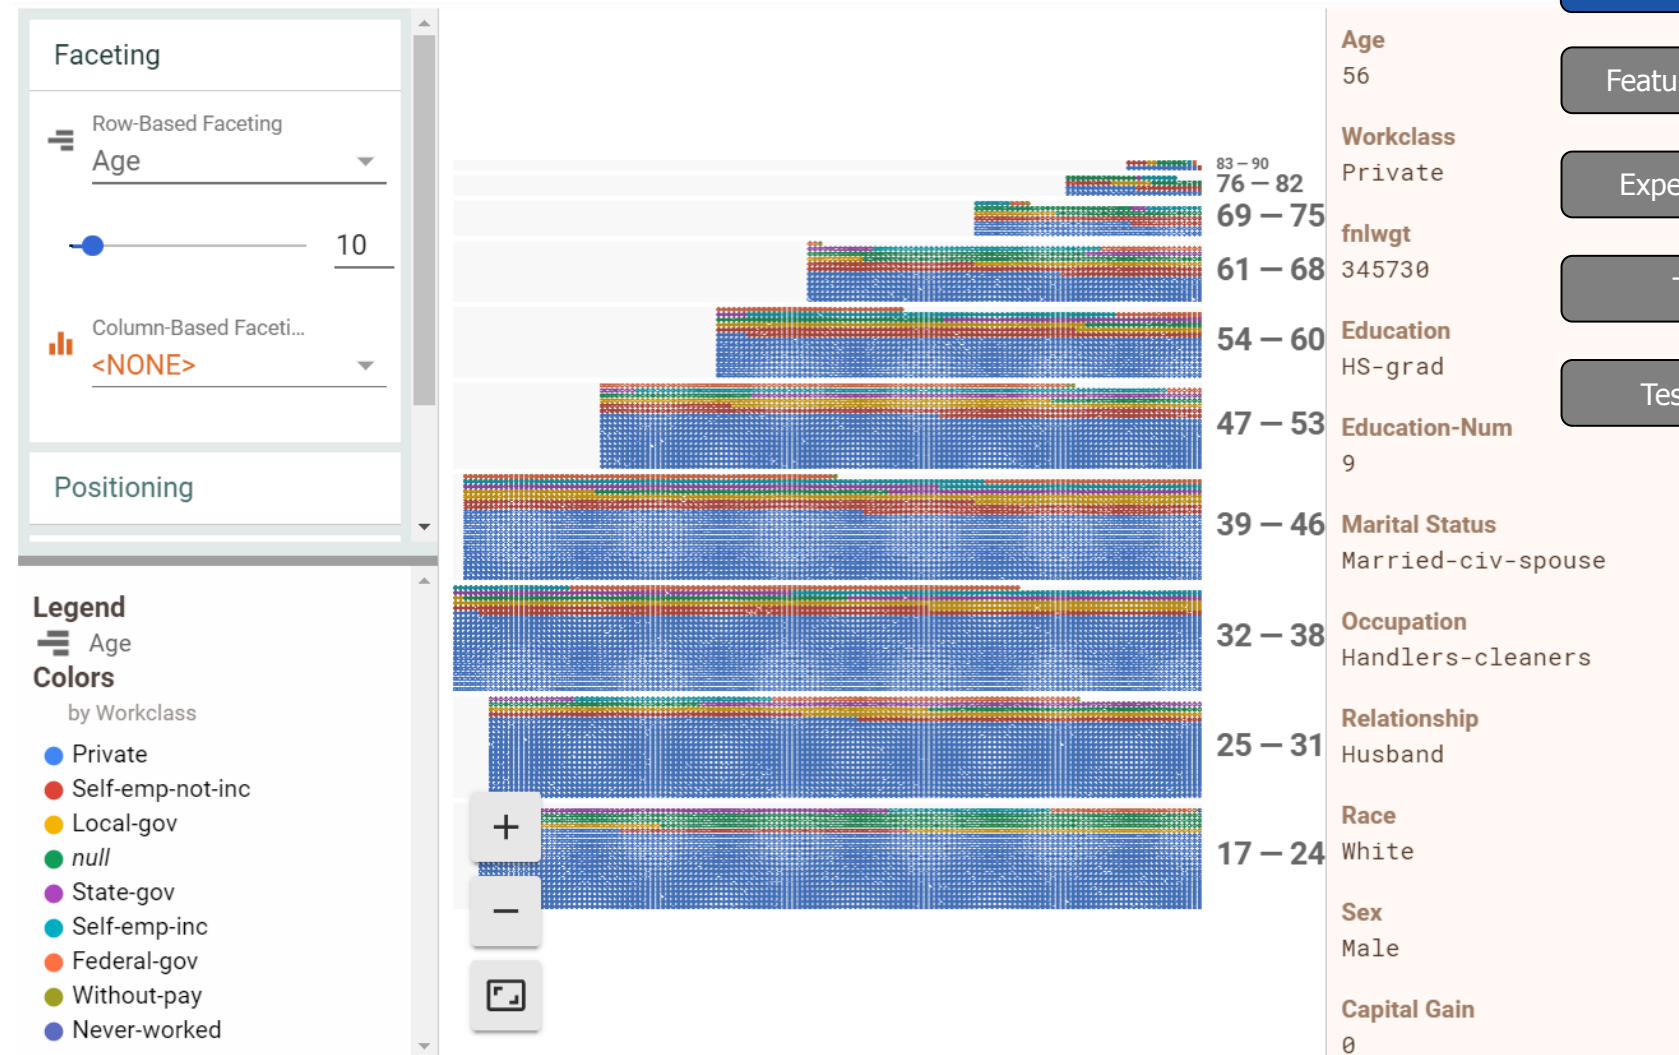 Faceting
Row-Based Faceting
Age
10
Column-Based Faceti...
<NONE>
Positioning
Legend
Age
Colors
by Workclass
Private
Self-emp-not-inc
Local-gov
null
State-gov
Self-emp-inc
Federal-gov
Without-pay
Never-worked
83 – 90
76 – 82
69 – 75
61 – 68
54 – 60
47 – 53
39 – 46
32 – 38
25 – 31
17 – 24
Age
56
Workclass
Private
fnlwgt
345730
Education
HS-grad
Education-Num
9
Marital Status
Married-civ-spouse
Occupation
Handlers-cleaners
Relationship
Husband
Race
White
Sex
Male
Capital Gain
0
Featu
Expe
Tes